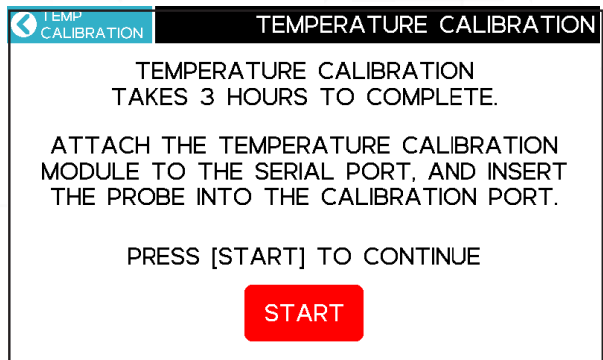 TEMP
CALIBRATION
TEMPERATURE CALIBRATION
TEMPERATURE CALIBRATION
TAKES 3 HOURS TO COMPLETE.
ATTACH THE TEMPERATURE CALIBRATION
MODULE TO THE SERIAL PORT, AND INSERT
THE PROBE INTO THE CALIBRATION PORT.
PRESS [START] TO CONTINUE
START